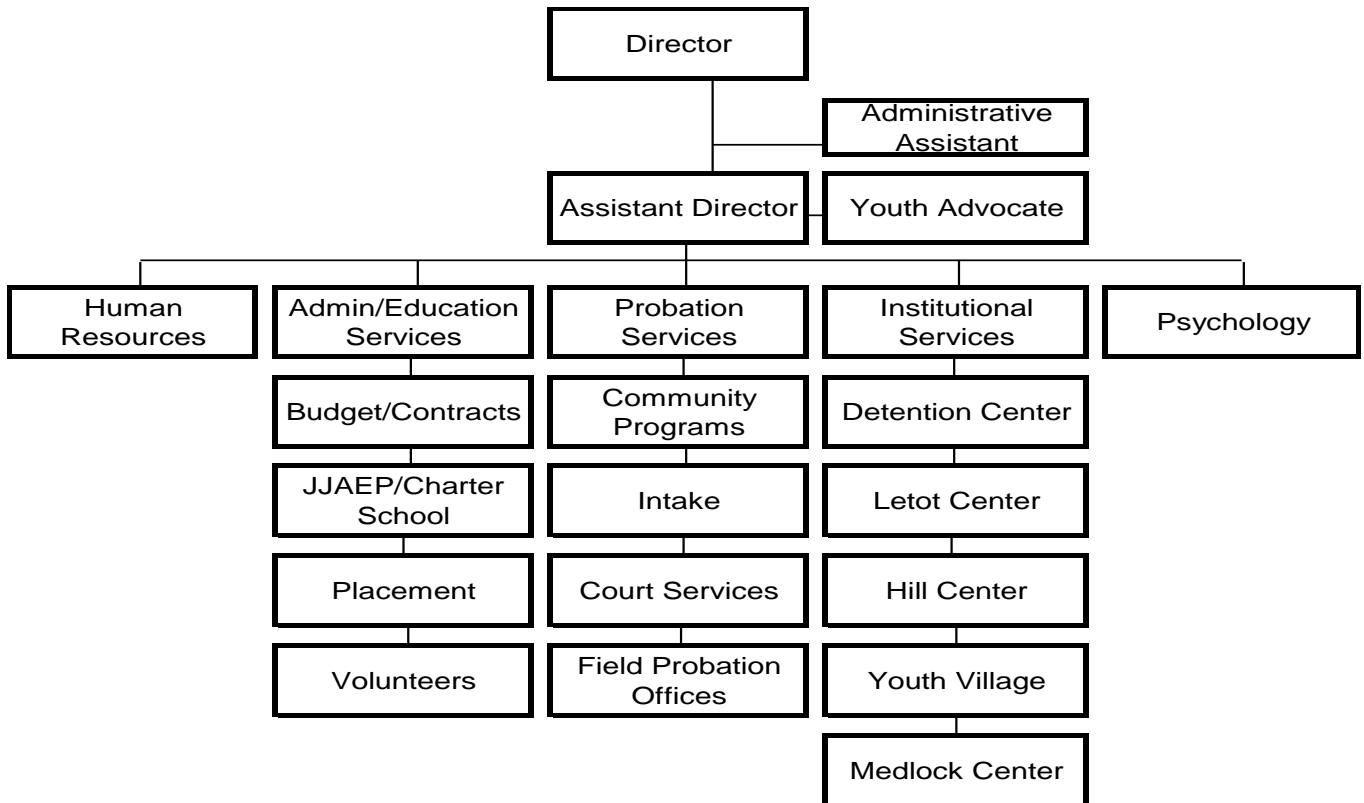 Director
Administrative
Assistant
Assistant Director
Youth Advocate
Human
Resources
Admin/Education
Services
Probation
Services
Institutional
Services
Psychology
Budget/Contracts
Community
Programs
Detention Center
JJAEP/Charter
School
Intake
Letot Center
Placement
Court Services
Hill Center
Volunteers
Field Probation
Offices
Youth Village
Medlock Center